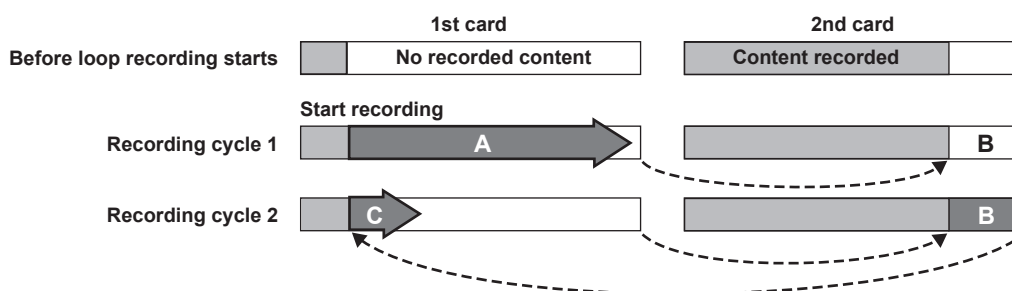 1st card 2nd card
Before loop recording starts No recorded content Content recorded
Start recording
Recording cycle 1 A B
Recording cycle 2 C B